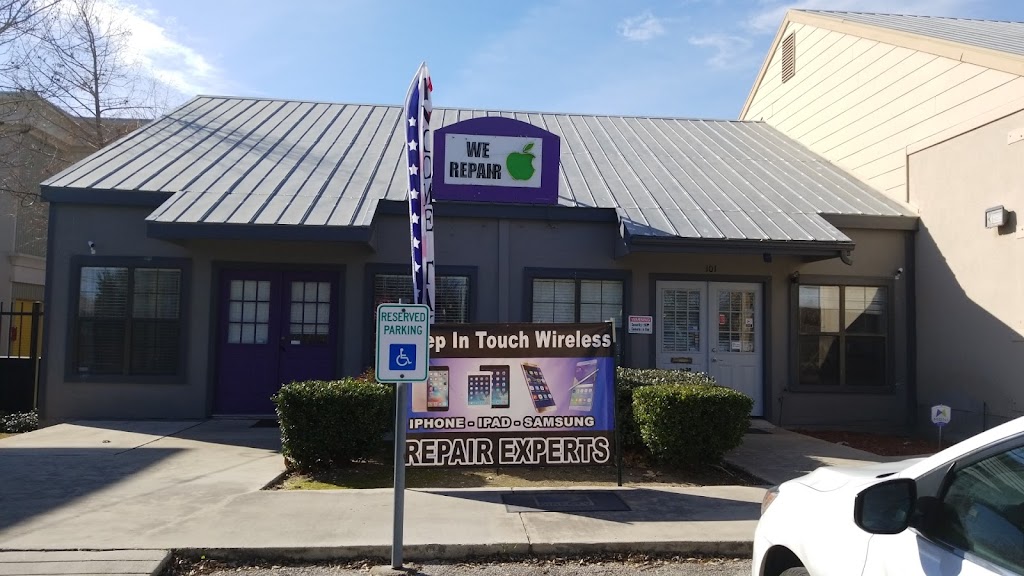 WE
REPAIR
101
RESERVED
PARKING
ep In Touch Wireless
IPHONE - IPAD - SAMSUNG
REPAIR EXPERTS